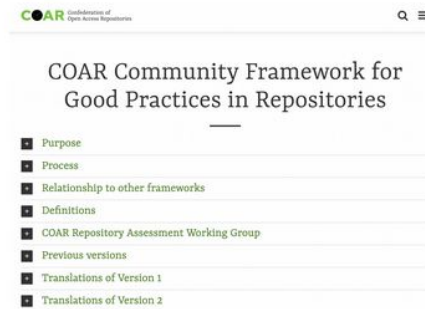 COAR Confederation of
Open Access Repositories
COAR Community Framework for
Good Practices in Repositories
Purpose
Process
Relationship to other frameworks
Definitions
COAR Repository Assessment Working Group
Previous versions
Translations of Version 1
Translations of Version 2